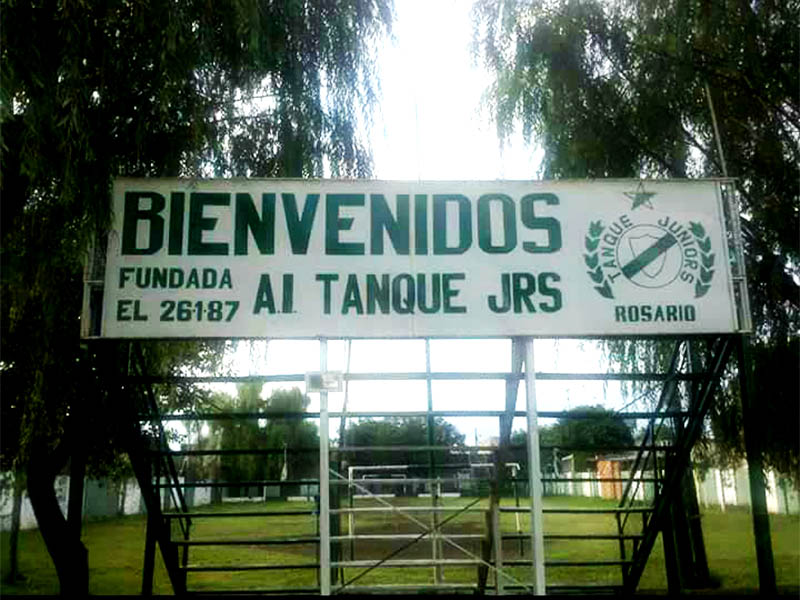 BIENVENIDOS
FUNDADA
EL 26·1·87
A.I. TANQUE JRS
TANQUE JUNIORS
ROSARIO